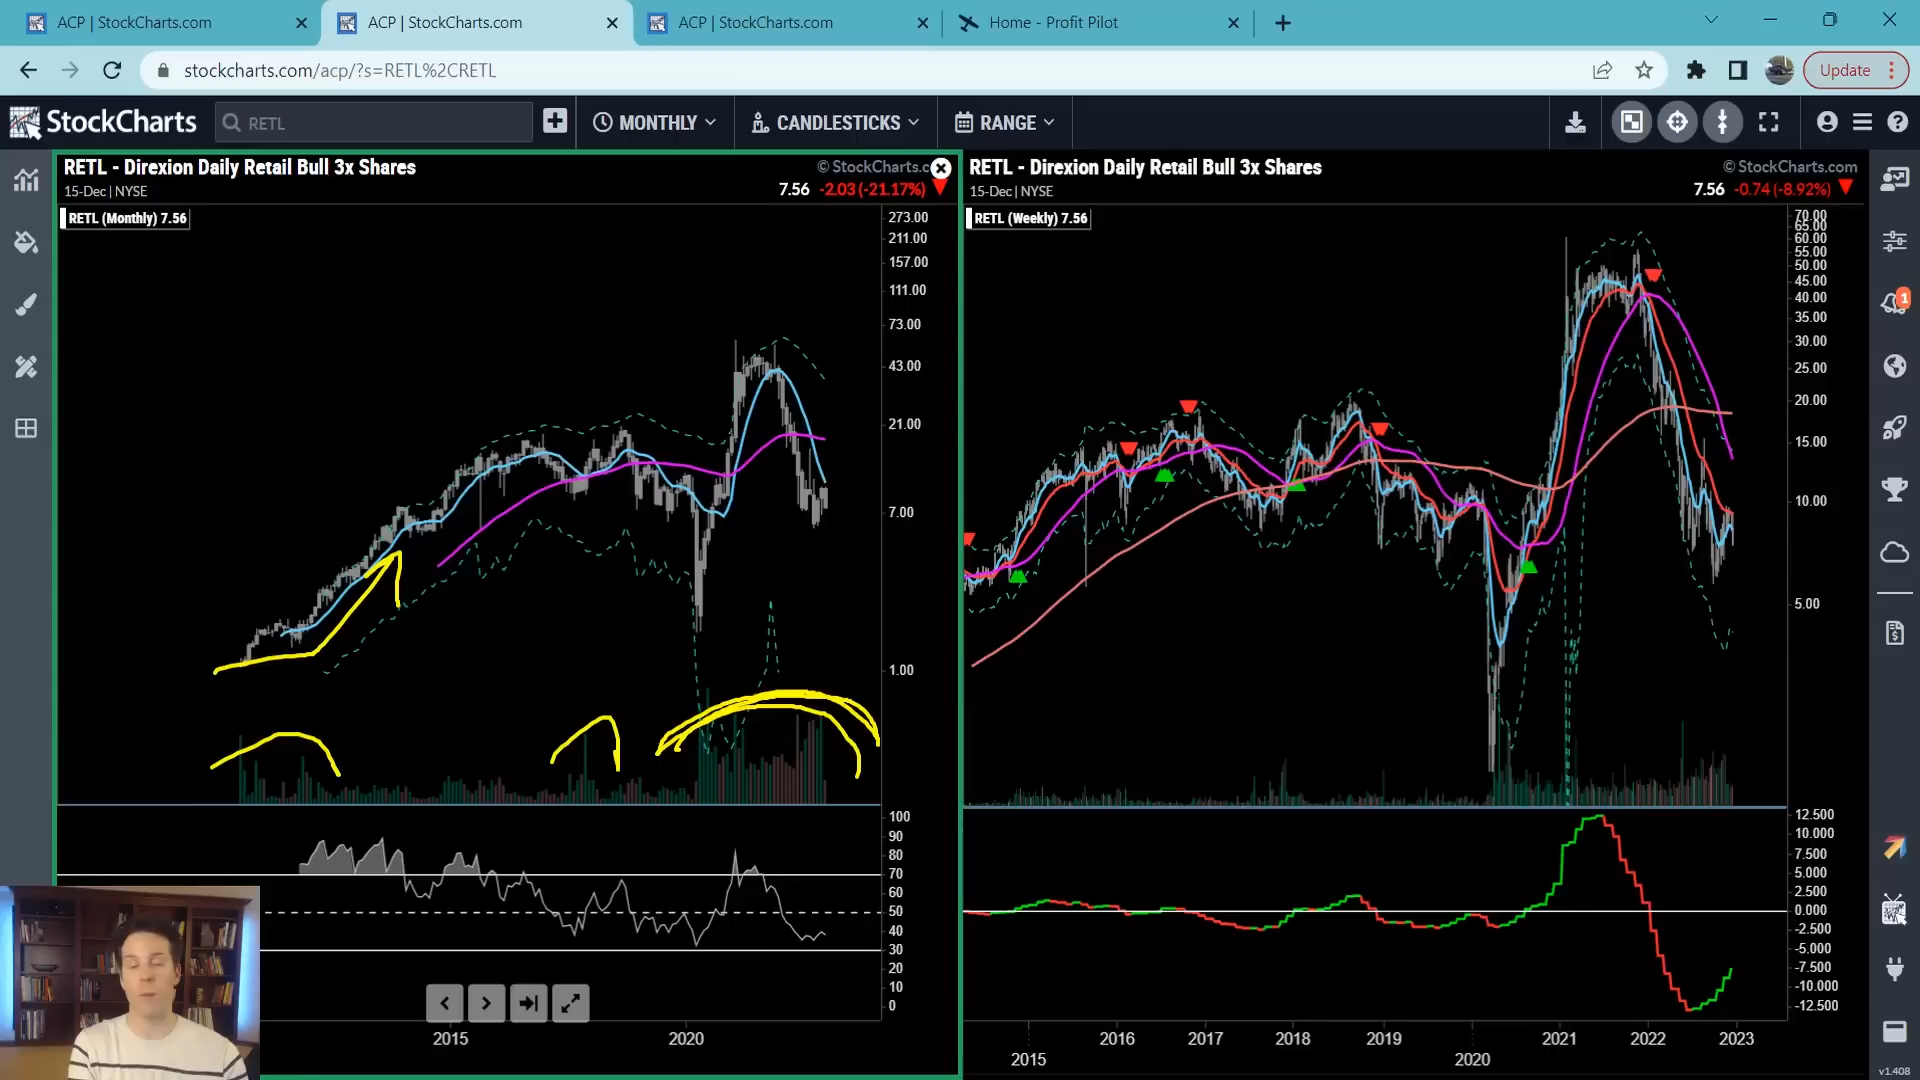 ACP | StockCharts
ACP | StockCharts
ACP | StockCharts
Home - Profit Pilot
stockcharts.com/acp/?s=RETL%2CRETL
Update
StockCharts
RETL
MONTHLY
CANDLESTICKS
RANGE
RETL - Direxion Daily Retail Bull 3x Shares
© StockCharts.c
15-Dec | NYSE
7.56 -2.03 (-21.17%)
RETL (Monthly) 7.56
273.00
211.00
157.00
111.00
73.00
43.00
21.00
7.00
1.00
100
90
80
70
60
50
40
30
20
10
0
2015
2020
RETL - Direxion Daily Retail Bull 3x Shares
© StockCharts.com
15-Dec | NYSE
7.56 -0.74 (-8.92%)
RETL (Weekly) 7.56
70.00
65.00
60.00
55.00
50.00
45.00
40.00
35.00
30.00
25.00
20.00
15.00
10.00
5.00
12.500
10.000
7.500
5.000
2.500
0.000
-2.500
-5.000
-7.500
-10.000
-12.500
2015
2016
2017
2018
2019
2020
2021
2022
2023
1
v1.408